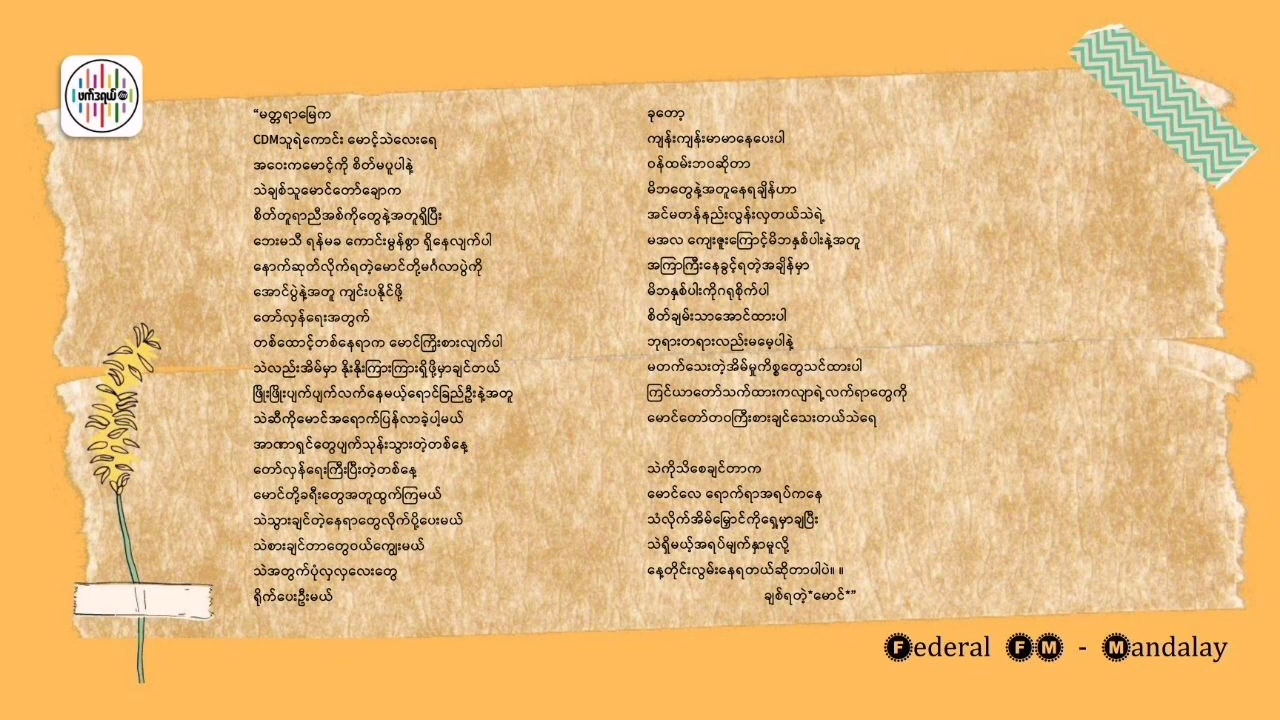 ဖက်ဒရယ် FM
“မတ္တရာမြေက
CDMသူရဲကောင်း မောင့်သဲလေးရေ
အဝေးကမောင့်ကို စိတ်မပူပါနဲ့
သဲချစ်သူမောင်တော်ချောက
စိတ်တူရာညီအစ်ကိုတွေနဲ့အတူရှိပြီး
ဘေးမသီ ရန်မခ ကောင်းမွန်စွာ ရှိနေလျက်ပါ
နောက်ဆုတ်လိုက်ရတဲ့မောင်တို့မင်္ဂလာပွဲကို
အောင်ပွဲနဲ့အတူ ကျင်းပနိုင်ဖို့
တော်လှန်ရေးအတွက်
တစ်ထောင့်တစ်နေရာက မောင်ကြိုးစားလျက်ပါ
သဲလည်းအိမ်မှာ နိုးနိုးကြားကြားရှိဖို့မှာချင်တယ်
ဖြိုးဖြိုးပျက်ပျက်လက်နေမယ့်ရောင်ခြည်ဦးနဲ့အတူ
သဲဆီကိုမောင်အရောက်ပြန်လာခဲ့ပါ့မယ်
အာဏာရှင်တွေပျက်သုန်းသွားတဲ့တစ်နေ့
တော်လှန်ရေးကြီးပြီးတဲ့တစ်နေ့
မောင်တို့ခရီးတွေအတူထွက်ကြမယ်
သဲသွားချင်တဲ့နေရာတွေလိုက်ပို့ပေးမယ်
သဲစားချင်တာတွေဝယ်ကျွေးမယ်
သဲအတွက်ပုံလှလှလေးတွေ
ရိုက်ပေးဦးမယ်
ခုတော့
ကျန်းကျန်းမာမာနေပေးပါ
ဝန်ထမ်းဘဝဆိုတာ
မိဘတွေနဲ့အတူနေရချိန်ဟာ
အင်မတန်နည်းလွန်းလှတယ်သဲရဲ့
မအလ ကျေးဇူးကြောင့်မိဘနှစ်ပါးနဲ့အတူ
အကြာကြီးနေခွင့်ရတဲ့အချိန်မှာ
မိဘနှစ်ပါးကိုဂရုစိုက်ပါ
စိတ်ချမ်းသာအောင်ထားပါ
ဘုရားတရားလည်းမမေ့ပါနဲ့
မတက်သေးတဲ့အိမ်မှုကိစ္စတွေသင်ထားပါ
ကြင်ယာတော်သက်ထားကလျာရဲ့လက်ရာတွေကို
မောင်တော်တဝကြီးစားချင်သေးတယ်သဲရေ
သဲကိုသိစေချင်တာက
မောင်လေ ရောက်ရာအရပ်ကနေ
သံလိုက်အိမ်မြှောင်ကိုရှေ့မှာချပြီး
သဲရှိမယ့်အရပ်မျက်နှာမူလို့
နေ့တိုင်းလွမ်းနေရတယ်ဆိုတာပါပဲ။ ။
ချစ်ရတဲ့*မောင်*”
Federal FM - Mandalay